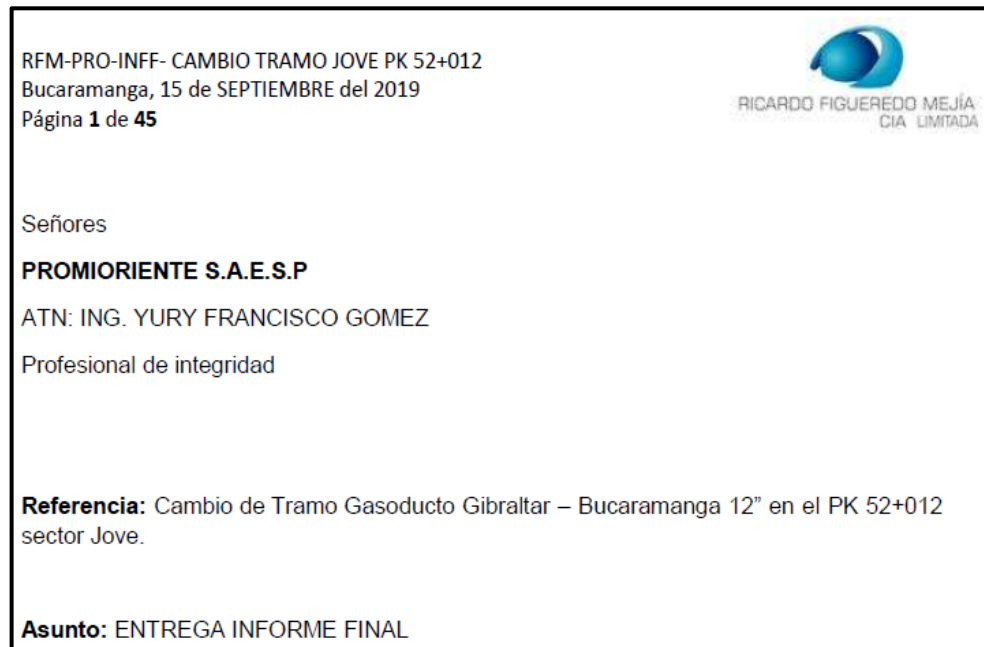 RFM-PRO-INFF- CAMBIO TRAMO JOVE PK 52+012
Bucaramanga, 15 de SEPTIEMBRE del 2019
Página 1 de 45
RICARDO FIGUEREDO MEJÍA
CIA LIMITADA
Señores
PROMIORIENTE S.A.E.S.P
ATN: ING. YURY FRANCISCO GOMEZ
Profesional de integridad
Referencia: Cambio de Tramo Gasoducto Gibraltar – Bucaramanga 12” en el PK 52+012
sector Jove.
Asunto: ENTREGA INFORME FINAL